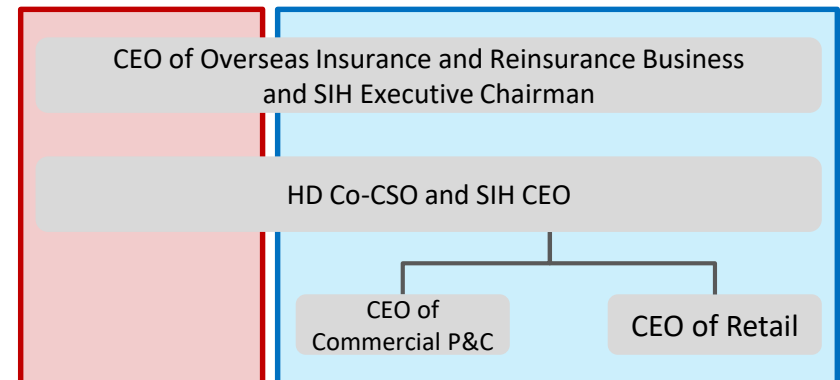 CEO of Overseas Insurance and Reinsurance Business
and SIH Executive Chairman
HD Co-CSO and SIH CEO
CEO of
Commercial P&C
CEO of Retail